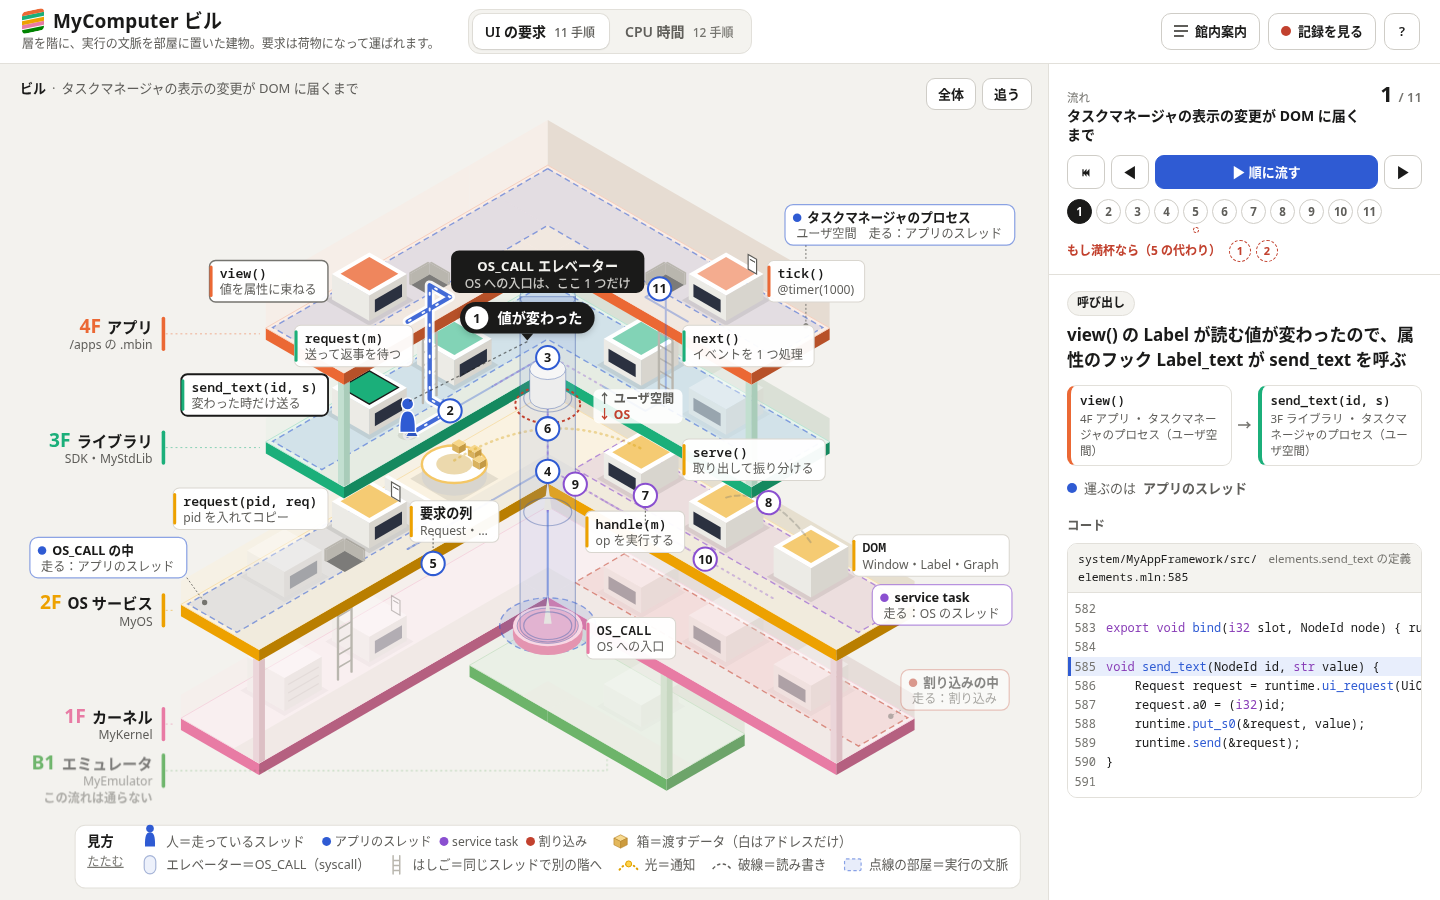 MyComputer ビル
層を階に、実行の文脈を部屋に置いた建物。要求は荷物になって運ばれます。
UI の要求 11 手順
CPU 時間 12 手順
館内案内
記録を見る
?
ビル · タスクマネージャの表示の変更が DOM に届くまで
全体
追う
タスクマネージャのプロセス
ユーザ空間 走る：アプリのスレッド
OS_CALL エレベーター
OS への入口は、ここ 1 つだけ
view()
値を属性に束ねる
tick()
@timer(1000)
11
1 値が変わった
4F アプリ
/apps の .mbin
request(m)
送って返事を待つ
next()
イベントを 1 つ処理
3
send_text(id, s)
変わった時だけ送る
↑ ユーザ空間
↓ OS
2
6
3F ライブラリ
SDK・MyStdLib
serve()
取り出して振り分ける
4
9
7
8
request(pid, req)
pid を入れてコピー
要求の列
Request・…
handle(m)
op を実行する
OS_CALL の中
走る：アプリのスレッド
5
10
DOM
Window・Label・Graph
service task
走る：OS のスレッド
2F OS サービス
MyOS
OS_CALL
OS への入口
割り込みの中
走る：割り込み
1F カーネル
MyKernel
B1 エミュレータ
MyEmulator
この流れは通らない
見方
たたむ
人＝走っているスレッド
アプリのスレッド
service task
割り込み
箱＝渡すデータ（白はアドレスだけ）
エレベーター＝OS_CALL（syscall）
はしご＝同じスレッドで別の階へ
光＝通知
破線＝読み書き
点線の部屋＝実行の文脈
流れ
1 / 11
タスクマネージャの表示の変更が DOM に届く
まで
⏮
◀
▶ 順に流す
▶
1 2 3 4 5 6 7 8 9 10 11
もし満杯なら（5 の代わり） 1 2
呼び出し
view() の Label が読む値が変わったので、属
性のフック Label_text が send_text を呼ぶ
view()
4F アプリ ・ タスクマネー
ジャのプロセス（ユーザ空
間）
→
send_text(id, s)
3F ライブラリ ・ タスクマ
ネージャのプロセス（ユー
ザ空間）
運ぶのは アプリのスレッド
コード
system/MyAppFramework/src/ elements.send_text の定義
elements.mln:585
582
583 export void bind(i32 slot, NodeId node) { ru
584
585 void send_text(NodeId id, str value) {
586 Request request = runtime.ui_request(UiO
587 request.a0 = (i32)id;
588 runtime.put_s0(&request, value);
589 runtime.send(&request);
590 }
591